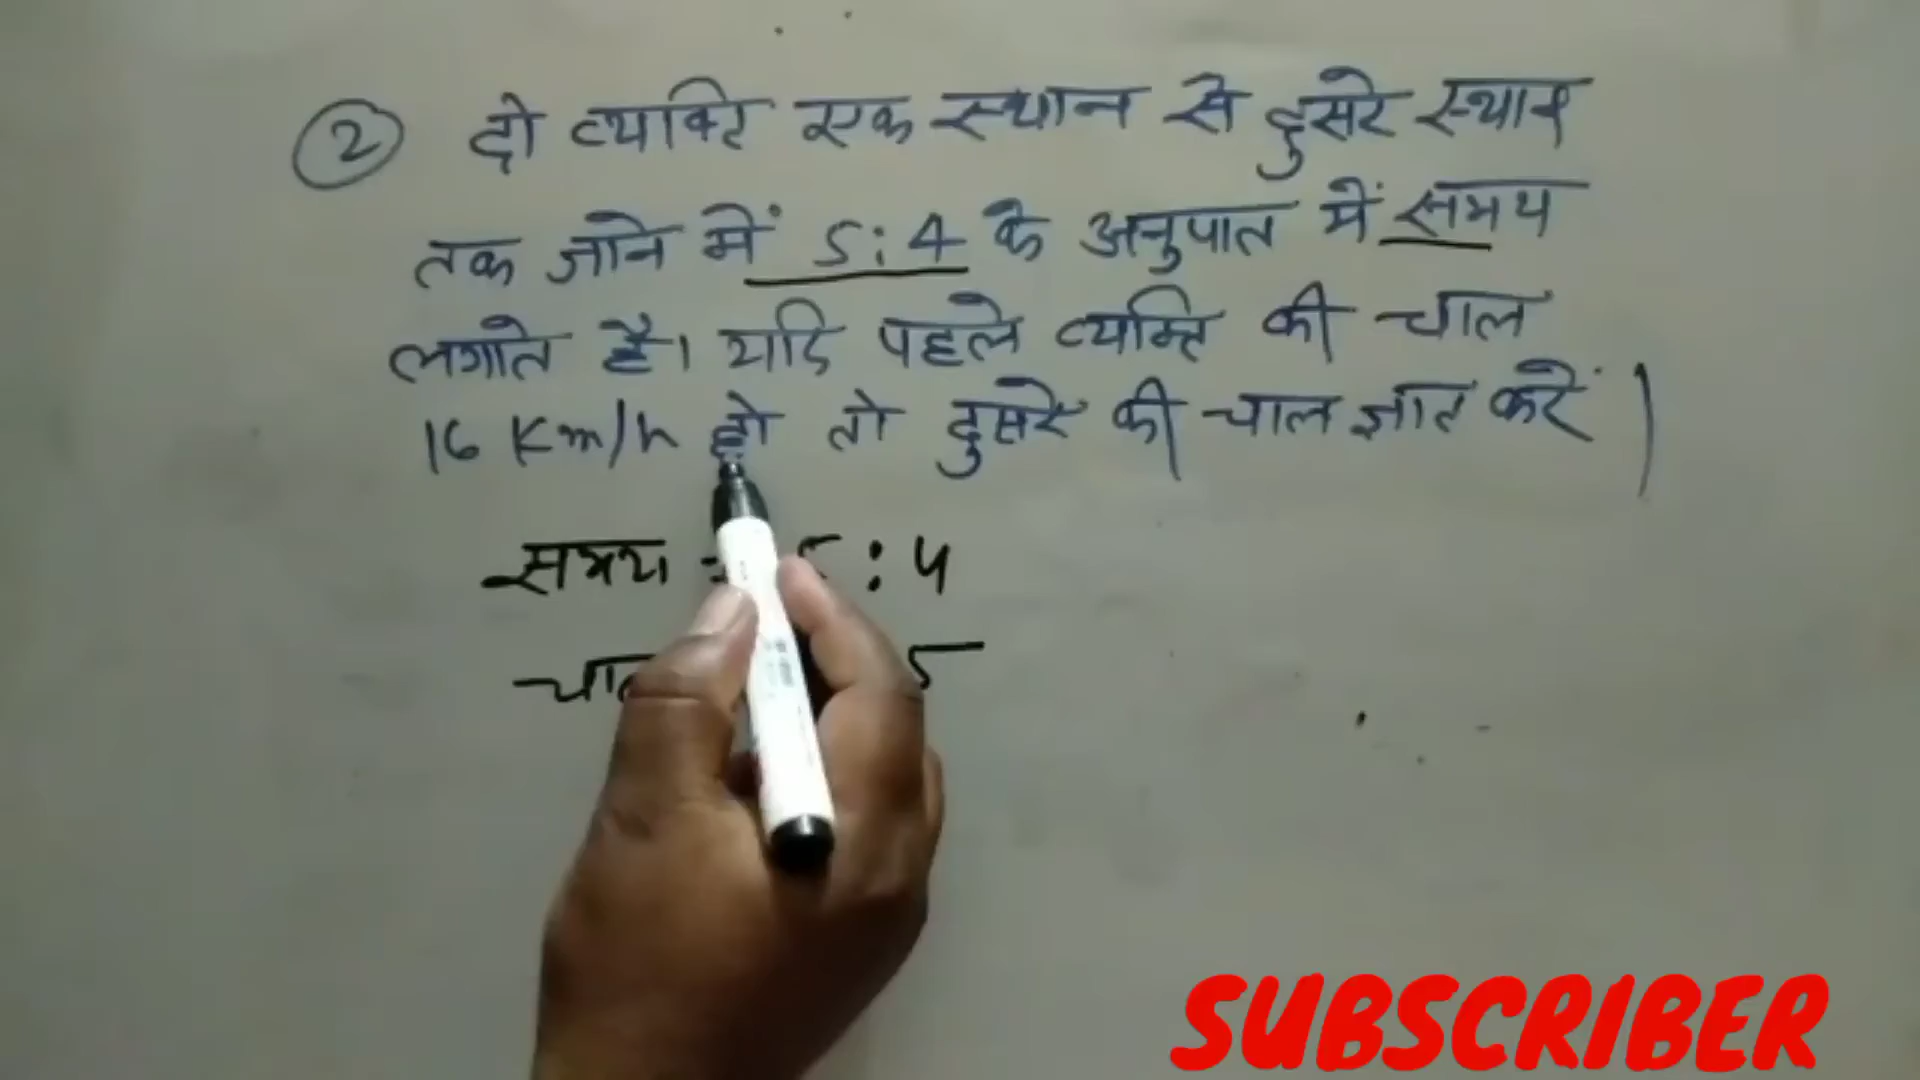 ② दो व्यक्ति एक स्थान से दुसरे स्थान
तक जाने में 5:4 के अनुपात में समय
लगाते है। यदि पहले व्यक्ति की चाल
16 Km/h हो तो दुसरे की चाल ज्ञात करें।
समय : 4
5
SUBSCRIBER